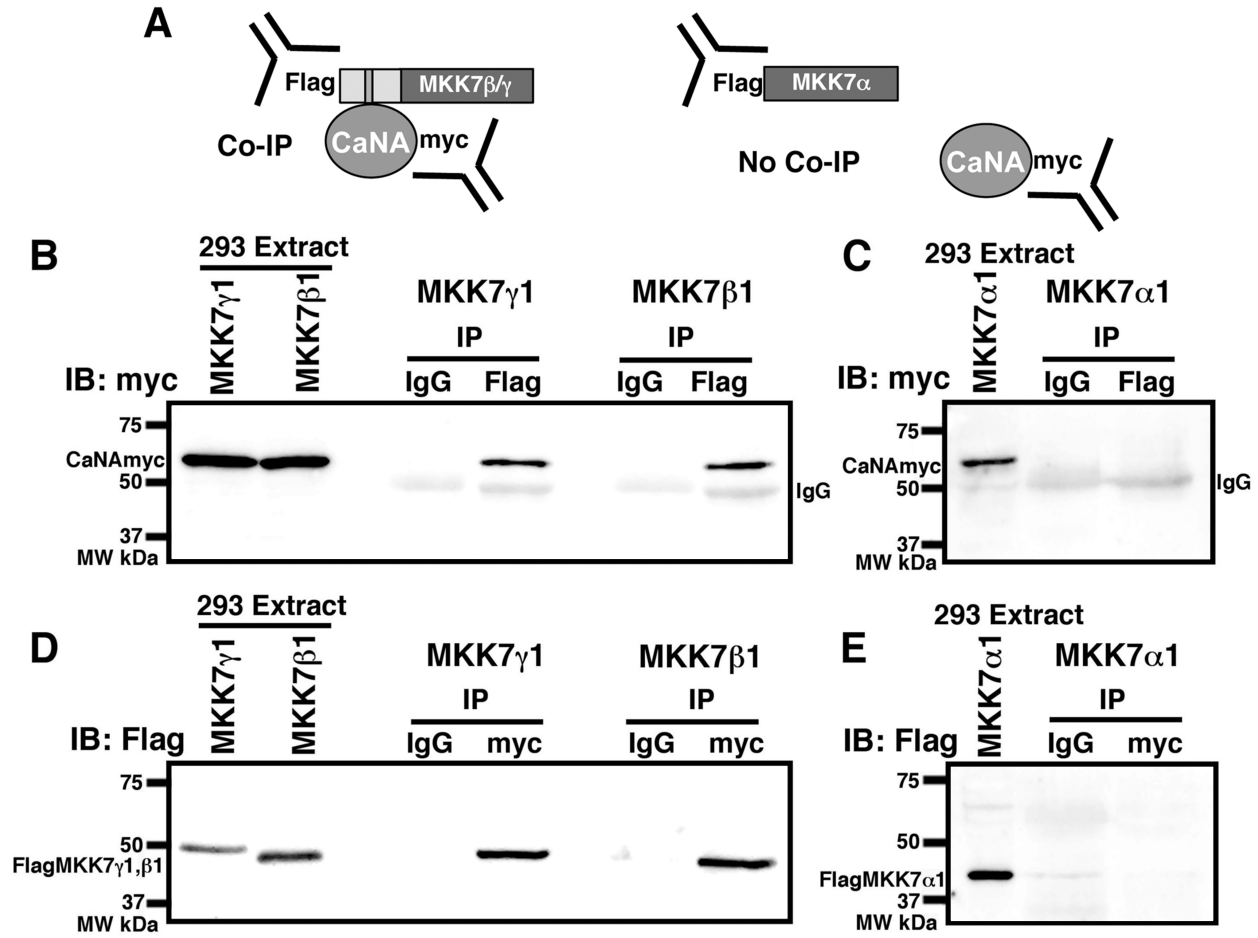 A
Flag MKK7β/γ
Co-IP CaNA myc
Flag MKK7α
No Co-IP CaNA myc
B
293 Extract
MKK7γ1 MKK7β1
MKK7γ1 MKK7β1
IP IP
IB: myc IgG Flag IgG Flag
75
CaNAmyc
50
IgG
37
MW kDa
C
293 Extract
MKK7α1
MKK7α1
IP
IB: myc IgG Flag
75
CaNAmyc
50
IgG
37
MW kDa
D
293 Extract
MKK7γ1 MKK7β1
MKK7γ1 MKK7β1
IP IP
IB: Flag IgG myc IgG myc
75
50
FlagMKK7γ1,β1
37
MW kDa
E
293 Extract
MKK7α1
MKK7α1
IP
IB: Flag IgG myc
75
50
FlagMKK7α1
37
MW kDa